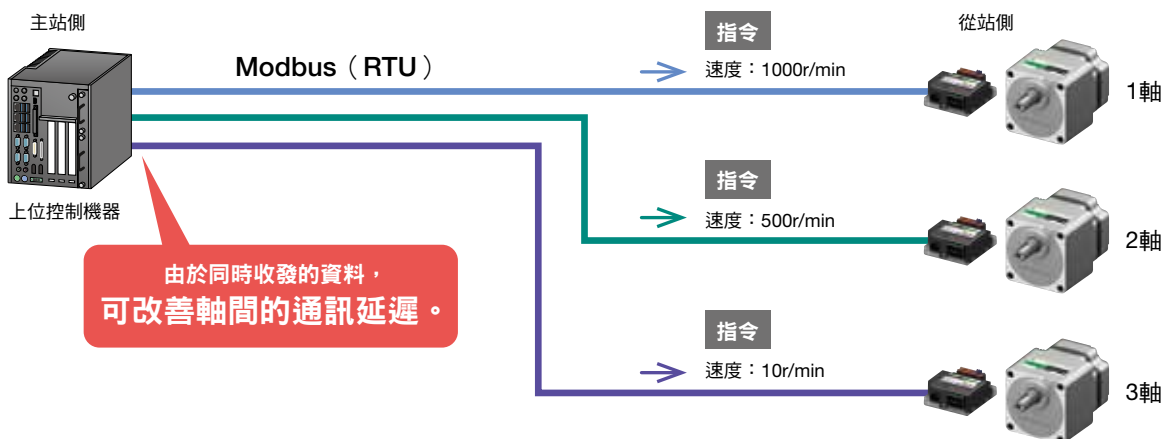 主站側
上位控制機器
Modbus（RTU）
由於同時收發的資料，
可改善軸間的通訊延遲。
從站側
指令
速度：1000r/min
1軸
指令
速度：500r/min
2軸
指令
速度：10r/min
3軸